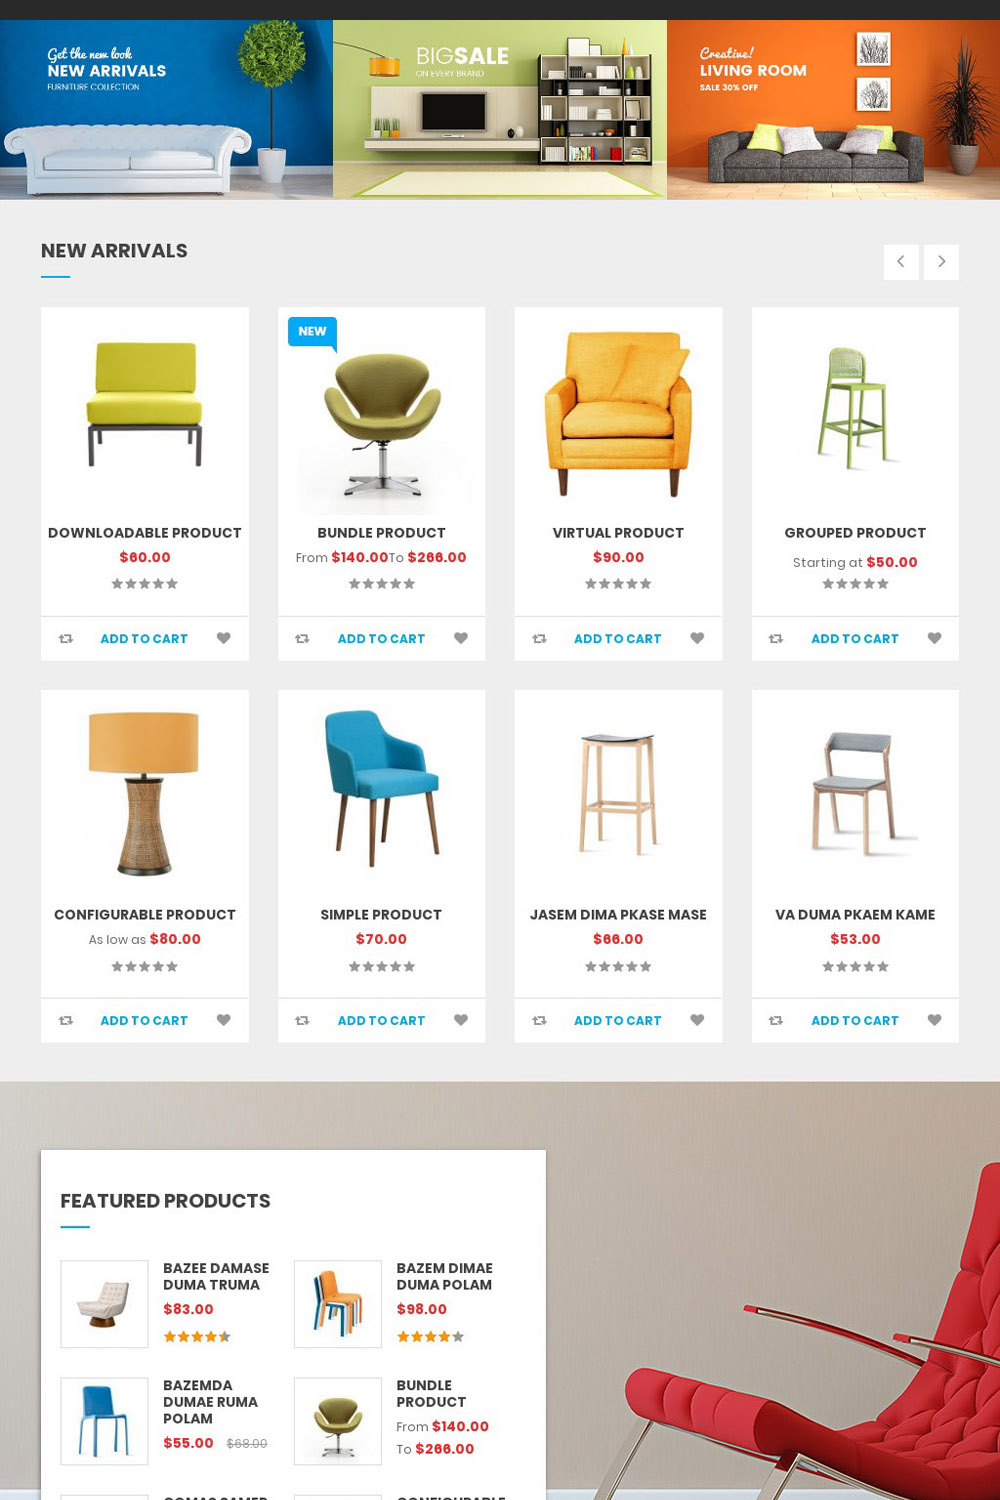 Get the new look
NEW ARRIVALS
FURNITURE COLLECTION
BIGSALE
ON EVERY BRAND
Creative!
LIVING ROOM
SALE 30% OFF
NEW ARRIVALS
NEW
DOWNLOADABLE PRODUCT
$60.00
ADD TO CART
BUNDLE PRODUCT
From $140.00To $266.00
ADD TO CART
VIRTUAL PRODUCT
$90.00
ADD TO CART
GROUPED PRODUCT
Starting at $50.00
ADD TO CART
CONFIGURABLE PRODUCT
As low as $80.00
ADD TO CART
SIMPLE PRODUCT
$70.00
ADD TO CART
JASEM DIMA PKASE MASE
$66.00
ADD TO CART
VA DUMA PKAEM KAME
$53.00
ADD TO CART
FEATURED PRODUCTS
BAZEE DAMASE
DUMA TRUMA
$83.00
BAZEM DIMAE
DUMA POLAM
$98.00
BAZEMDA
DUMAE RUMA
POLAM
$55.00 $68.00
BUNDLE
PRODUCT
From $140.00
To $266.00